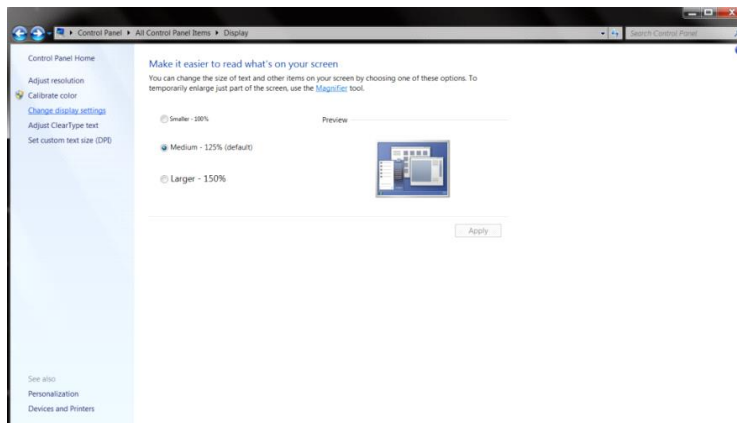 Control Panel ▸ All Control Panel Items ▸ Display
Search Control Panel
Control Panel Home
Adjust resolution
Calibrate color
Change display settings
Adjust ClearType text
Set custom text size (DPI)
See also
Personalization
Devices and Printers
Make it easier to read what's on your screen
You can change the size of text and other items on your screen by choosing one of these options. To
temporarily enlarge just part of the screen, use the Magnifier tool.
Smaller - 100%
Preview
Medium - 125% (default)
Larger - 150%
Apply